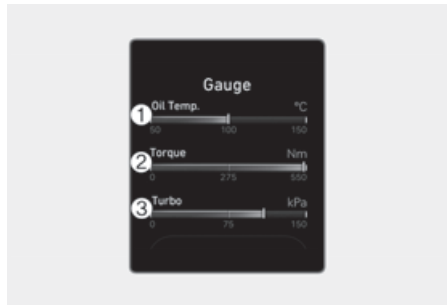 Gauge
1 Oil Temp. °C
50 100 150
2 Torque Nm
0 275 550
3 Turbo kPa
0 75 150